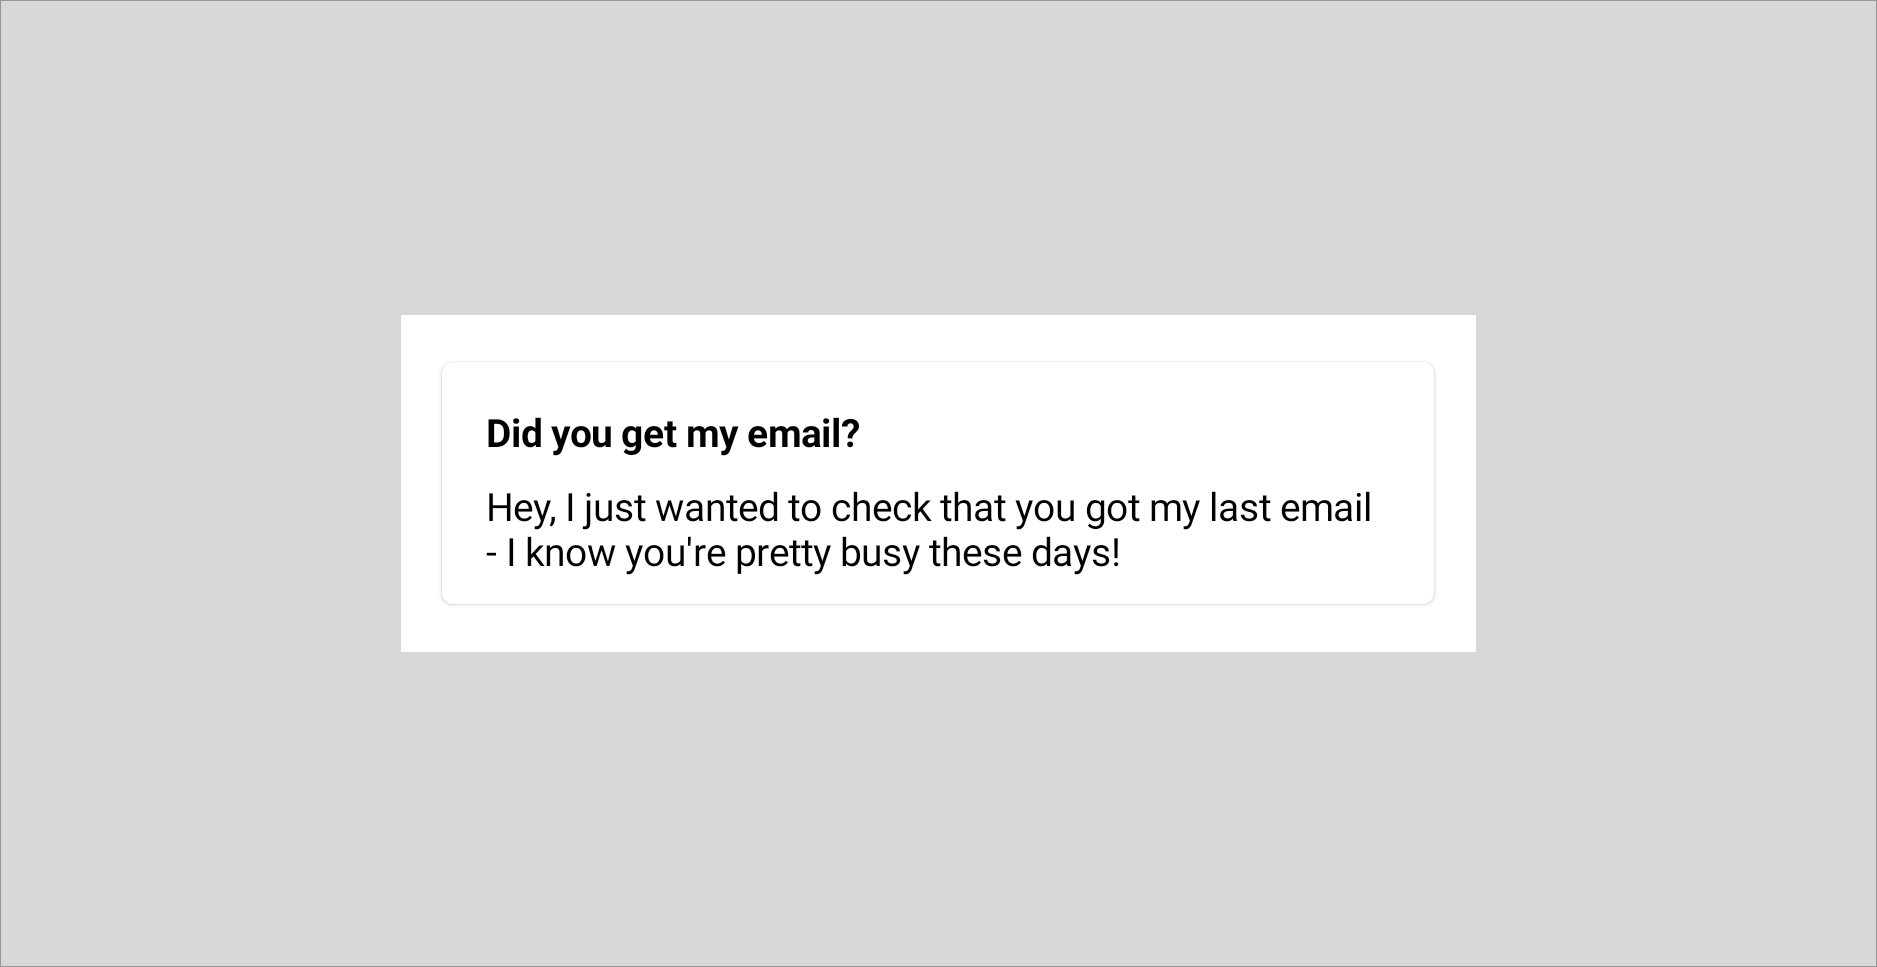 Did you get my email?
Hey, I just wanted to check that you got my last email
- I know you're pretty busy these days!